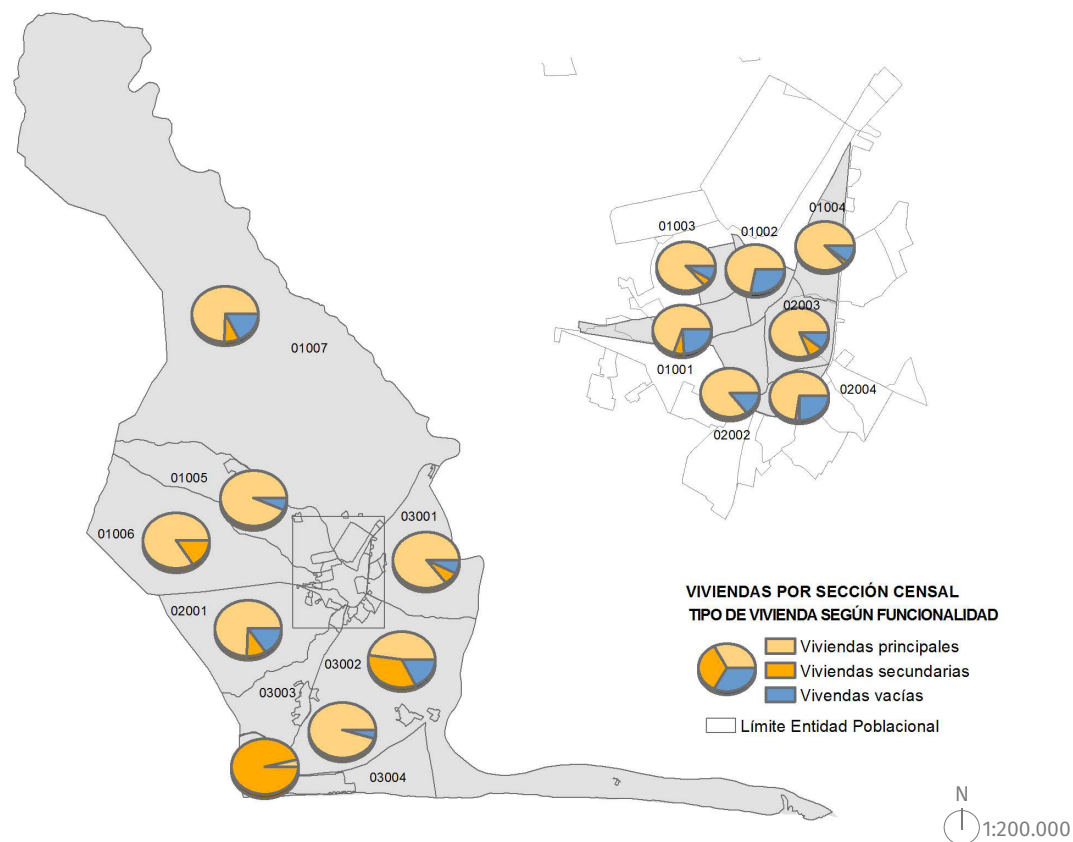 01007
01005
01006
03001
02001
03002
03003
03004
01003
01002
01004
02003
01001
02002
02004
VIVIENDAS POR SECCIÓN CENSAL
TIPO DE VIVIENDA SEGÚN FUNCIONALIDAD
Viviendas principales
Viviendas secundarias
Vivendas vacías
Límite Entidad Poblacional
N
1:200.000